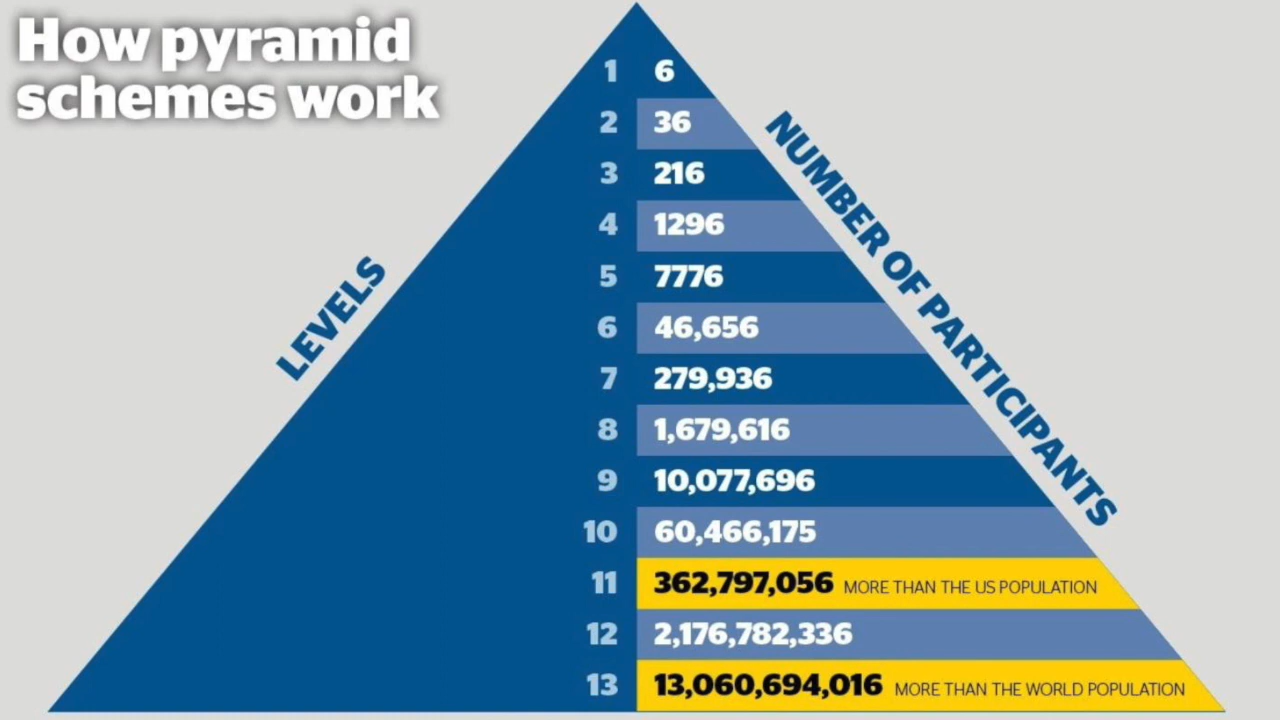 How pyramid
schemes work
LEVELS
NUMBER OF PARTICIPANTS
1 6
2 36
3 216
4 1296
5 7776
6 46,656
7 279,936
8 1,679,616
9 10,077,696
10 60,466,175
11 362,797,056 MORE THAN THE US POPULATION
12 2,176,782,336
13 13,060,694,016 MORE THAN THE WORLD POPULATION